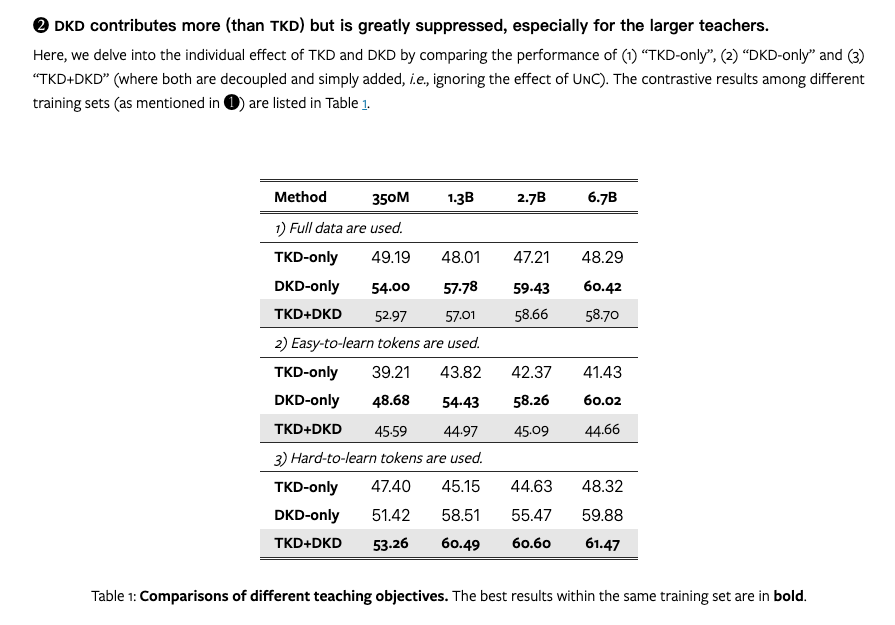 ❷ DKD contributes more (than TKD) but is greatly suppressed, especially for the larger teachers.
Here, we delve into the individual effect of TKD and DKD by comparing the performance of (1) “TKD-only”, (2) “DKD-only” and (3)
“TKD+DKD” (where both are decoupled and simply added, i.e., ignoring the effect of UNC). The contrastive results among different
training sets (as mentioned in ❶) are listed in Table 1.
Method 350M 1.3B 2.7B 6.7B
1) Full data are used.
TKD-only 49.19 48.01 47.21 48.29
DKD-only 54.00 57.78 59.43 60.42
TKD+DKD 52.97 57.01 58.66 58.70
2) Easy-to-learn tokens are used.
TKD-only 39.21 43.82 42.37 41.43
DKD-only 48.68 54.43 58.26 60.02
TKD+DKD 45.59 44.97 45.09 44.66
3) Hard-to-learn tokens are used.
TKD-only 47.40 45.15 44.63 48.32
DKD-only 51.42 58.51 55.47 59.88
TKD+DKD 53.26 60.49 60.60 61.47
Table 1: Comparisons of different teaching objectives. The best results within the same training set are in bold.